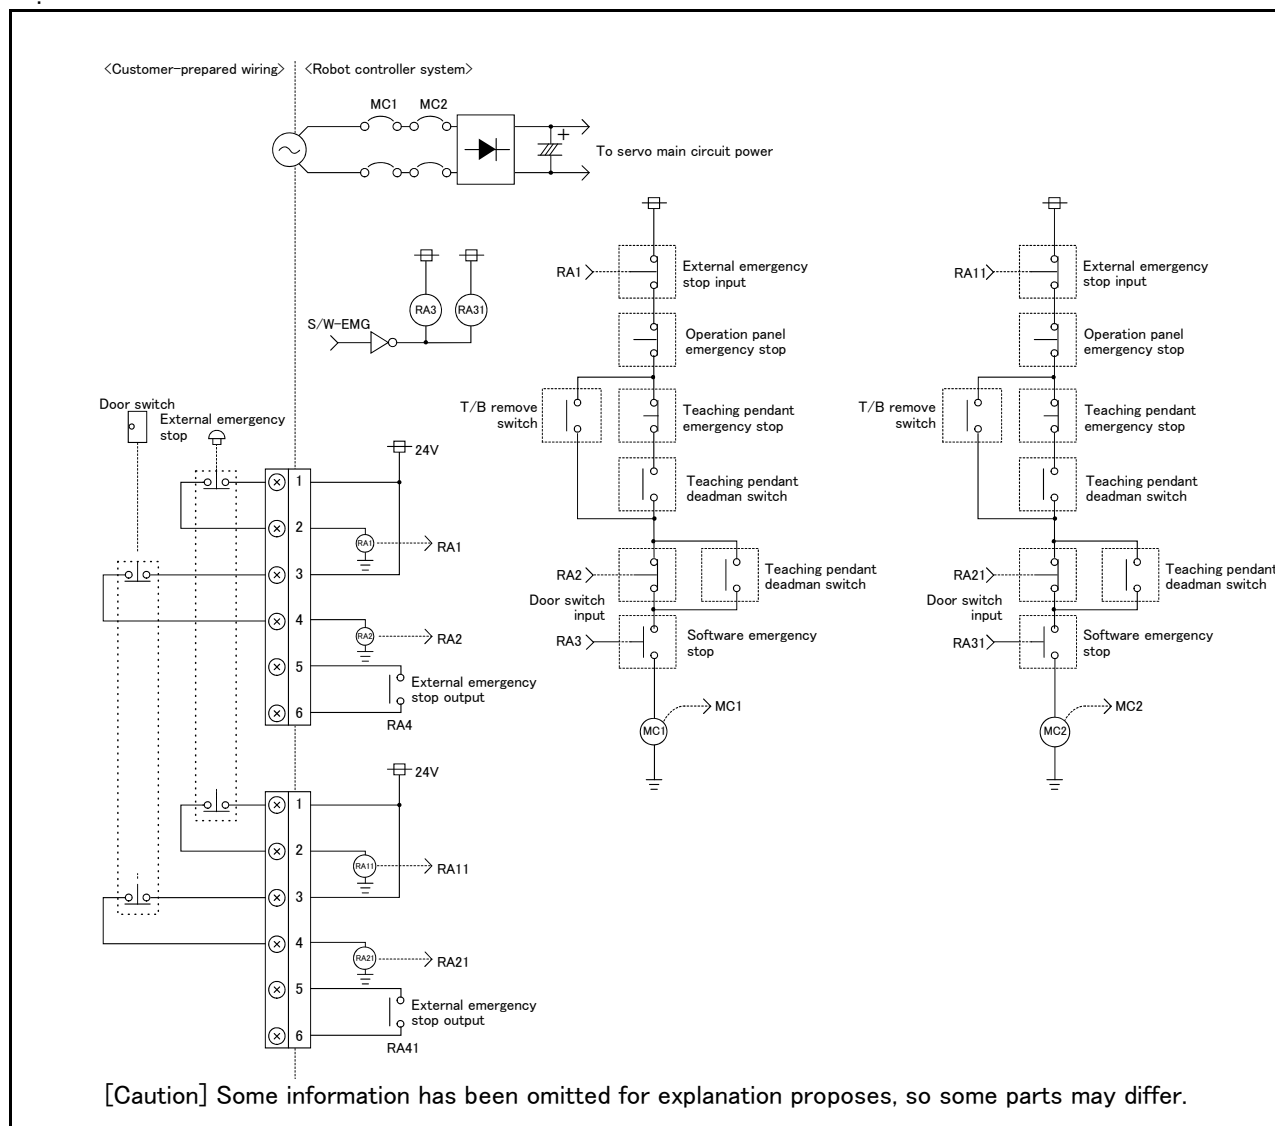 <Customer-prepared wiring> <Robot controller system>
MC1 MC2
To servo main circuit power
RA3 RA31
S/W-EMG
RA1
External emergency
stop input
Operation panel
emergency stop
T/B remove
switch
Teaching pendant
emergency stop
Teaching pendant
deadman switch
RA2
Door switch
input
Teaching pendant
deadman switch
RA3
Software emergency
stop
MC1
MC1
RA11
External emergency
stop input
Operation panel
emergency stop
T/B remove
switch
Teaching pendant
emergency stop
Teaching pendant
deadman switch
RA21
Door switch
input
Teaching pendant
deadman switch
RA31
Software emergency
stop
MC2
MC2
Door switch
External emergency
stop
24V
1
2
RA1
RA1
3
4
RA2
RA2
5
External emergency
stop output
6
RA4
24V
1
2
RA11
RA11
3
4
RA21
RA21
5
External emergency
stop output
6
RA41
[Caution] Some information has been omitted for explanation proposes, so some parts may differ.